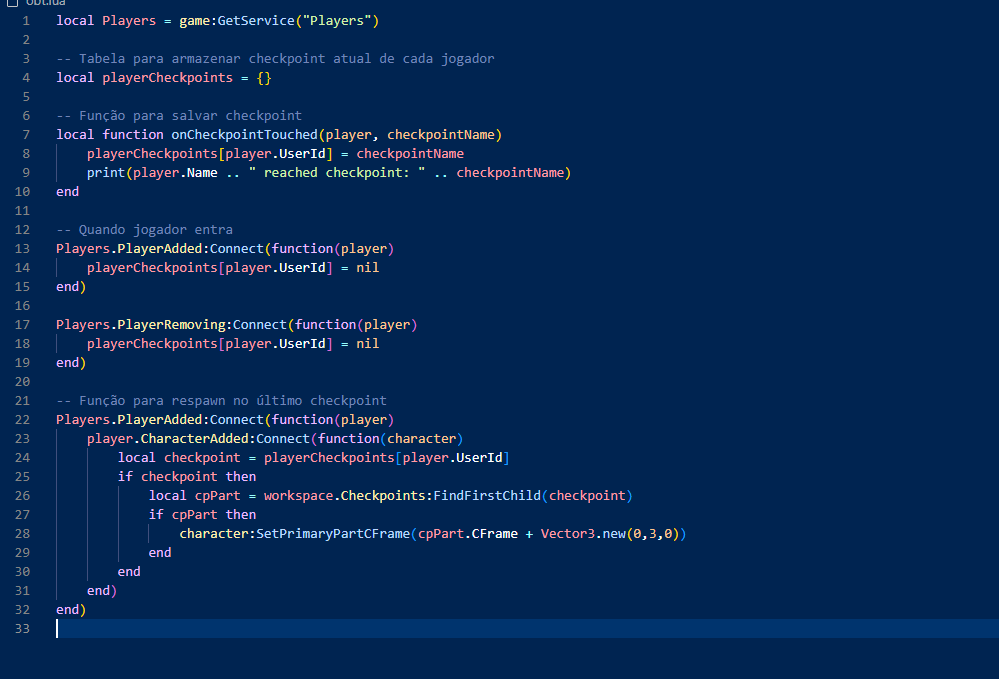 obt.lua
1 local Players = game:GetService("Players")
2
3 -- Tabela para armazenar checkpoint atual de cada jogador
4 local playerCheckpoints = {}
5
6 -- Função para salvar checkpoint
7 local function onCheckpointTouched(player, checkpointName)
8     playerCheckpoints[player.UserId] = checkpointName
9     print(player.Name .. " reached checkpoint: " .. checkpointName)
10 end
11
12 -- Quando jogador entra
13 Players.PlayerAdded:Connect(function(player)
14     playerCheckpoints[player.UserId] = nil
15 end)
16
17 Players.PlayerRemoving:Connect(function(player)
18     playerCheckpoints[player.UserId] = nil
19 end)
20
21 -- Função para respawn no último checkpoint
22 Players.PlayerAdded:Connect(function(player)
23     player.CharacterAdded:Connect(function(character)
24         local checkpoint = playerCheckpoints[player.UserId]
25         if checkpoint then
26             local cpPart = workspace.Checkpoints:FindFirstChild(checkpoint)
27             if cpPart then
28                 character:SetPrimaryPartCFrame(cpPart.CFrame + Vector3.new(0,3,0))
29             end
30         end
31     end)
32 end)
33